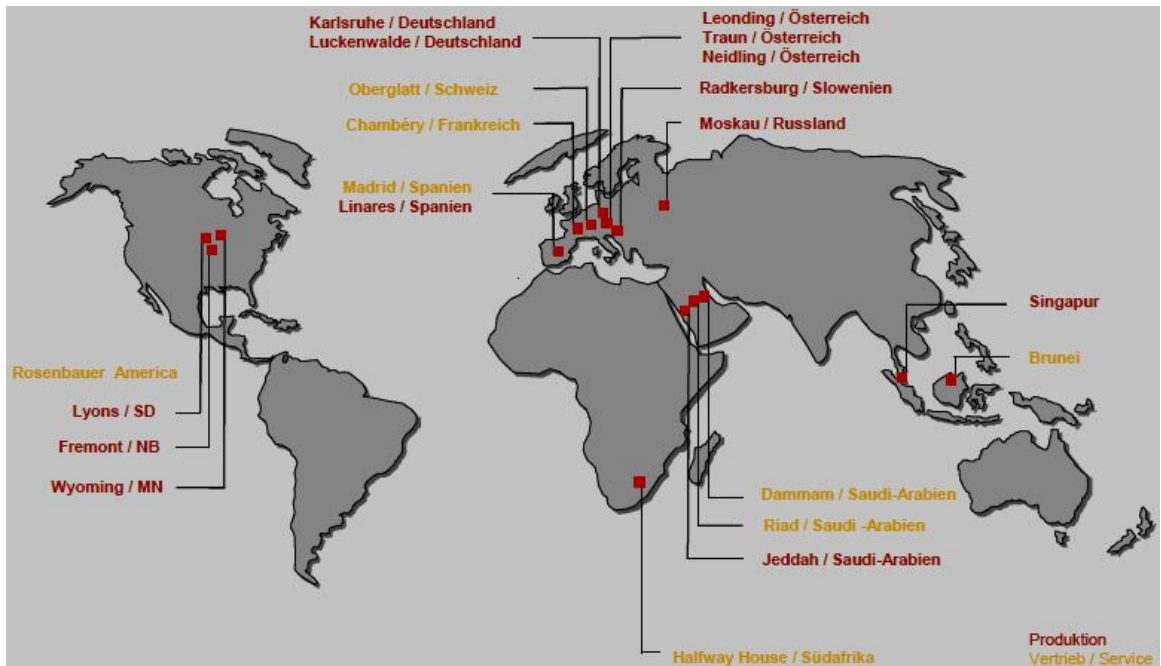 Karlsruhe / Deutschland
Luckenwalde / Deutschland
Leonding / Österreich
Traun / Österreich
Neidling / Österreich
Oberglatt / Schweiz
Radkersburg / Slowenien
Chambéry / Frankreich
Moskau / Russland
Madrid / Spanien
Linares / Spanien
Singapur
Brunei
Rosenbauer America
Lyons / SD
Fremont / NB
Wyoming / MN
Dammam / Saudi-Arabien
Riad / Saudi -Arabien
Jeddah / Saudi-Arabien
Halfway House / Südafrika
Produktion
Vertrieb / Service